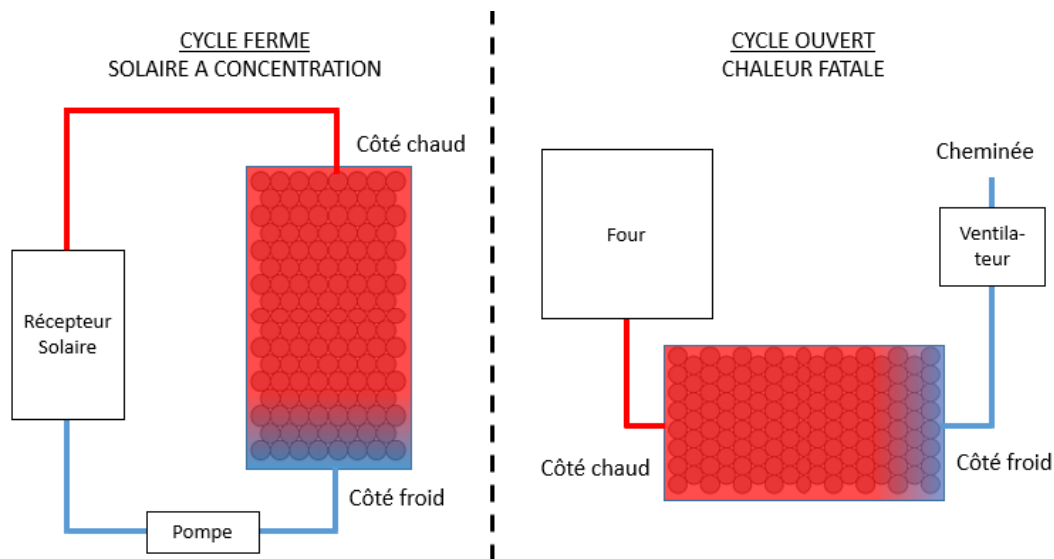 CYCLE FERME
SOLAIRE A CONCENTRATION
Côté chaud
Récepteur
Solaire
Côté froid
Pompe
CYCLE OUVERT
CHALEUR FATALE
Cheminée
Four
Ventila-
teur
Côté chaud
Côté froid